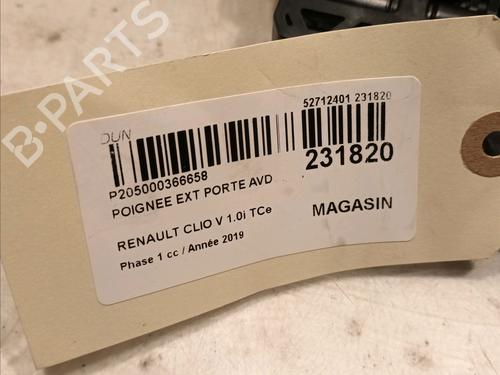 B-PARTS
DUN
52712401 231820
P205000366658
231820
POIGNEE EXT PORTE AVD
RENAULT CLIO V 1.0i TCe
MAGASIN
Phase 1 cc / Année 2019